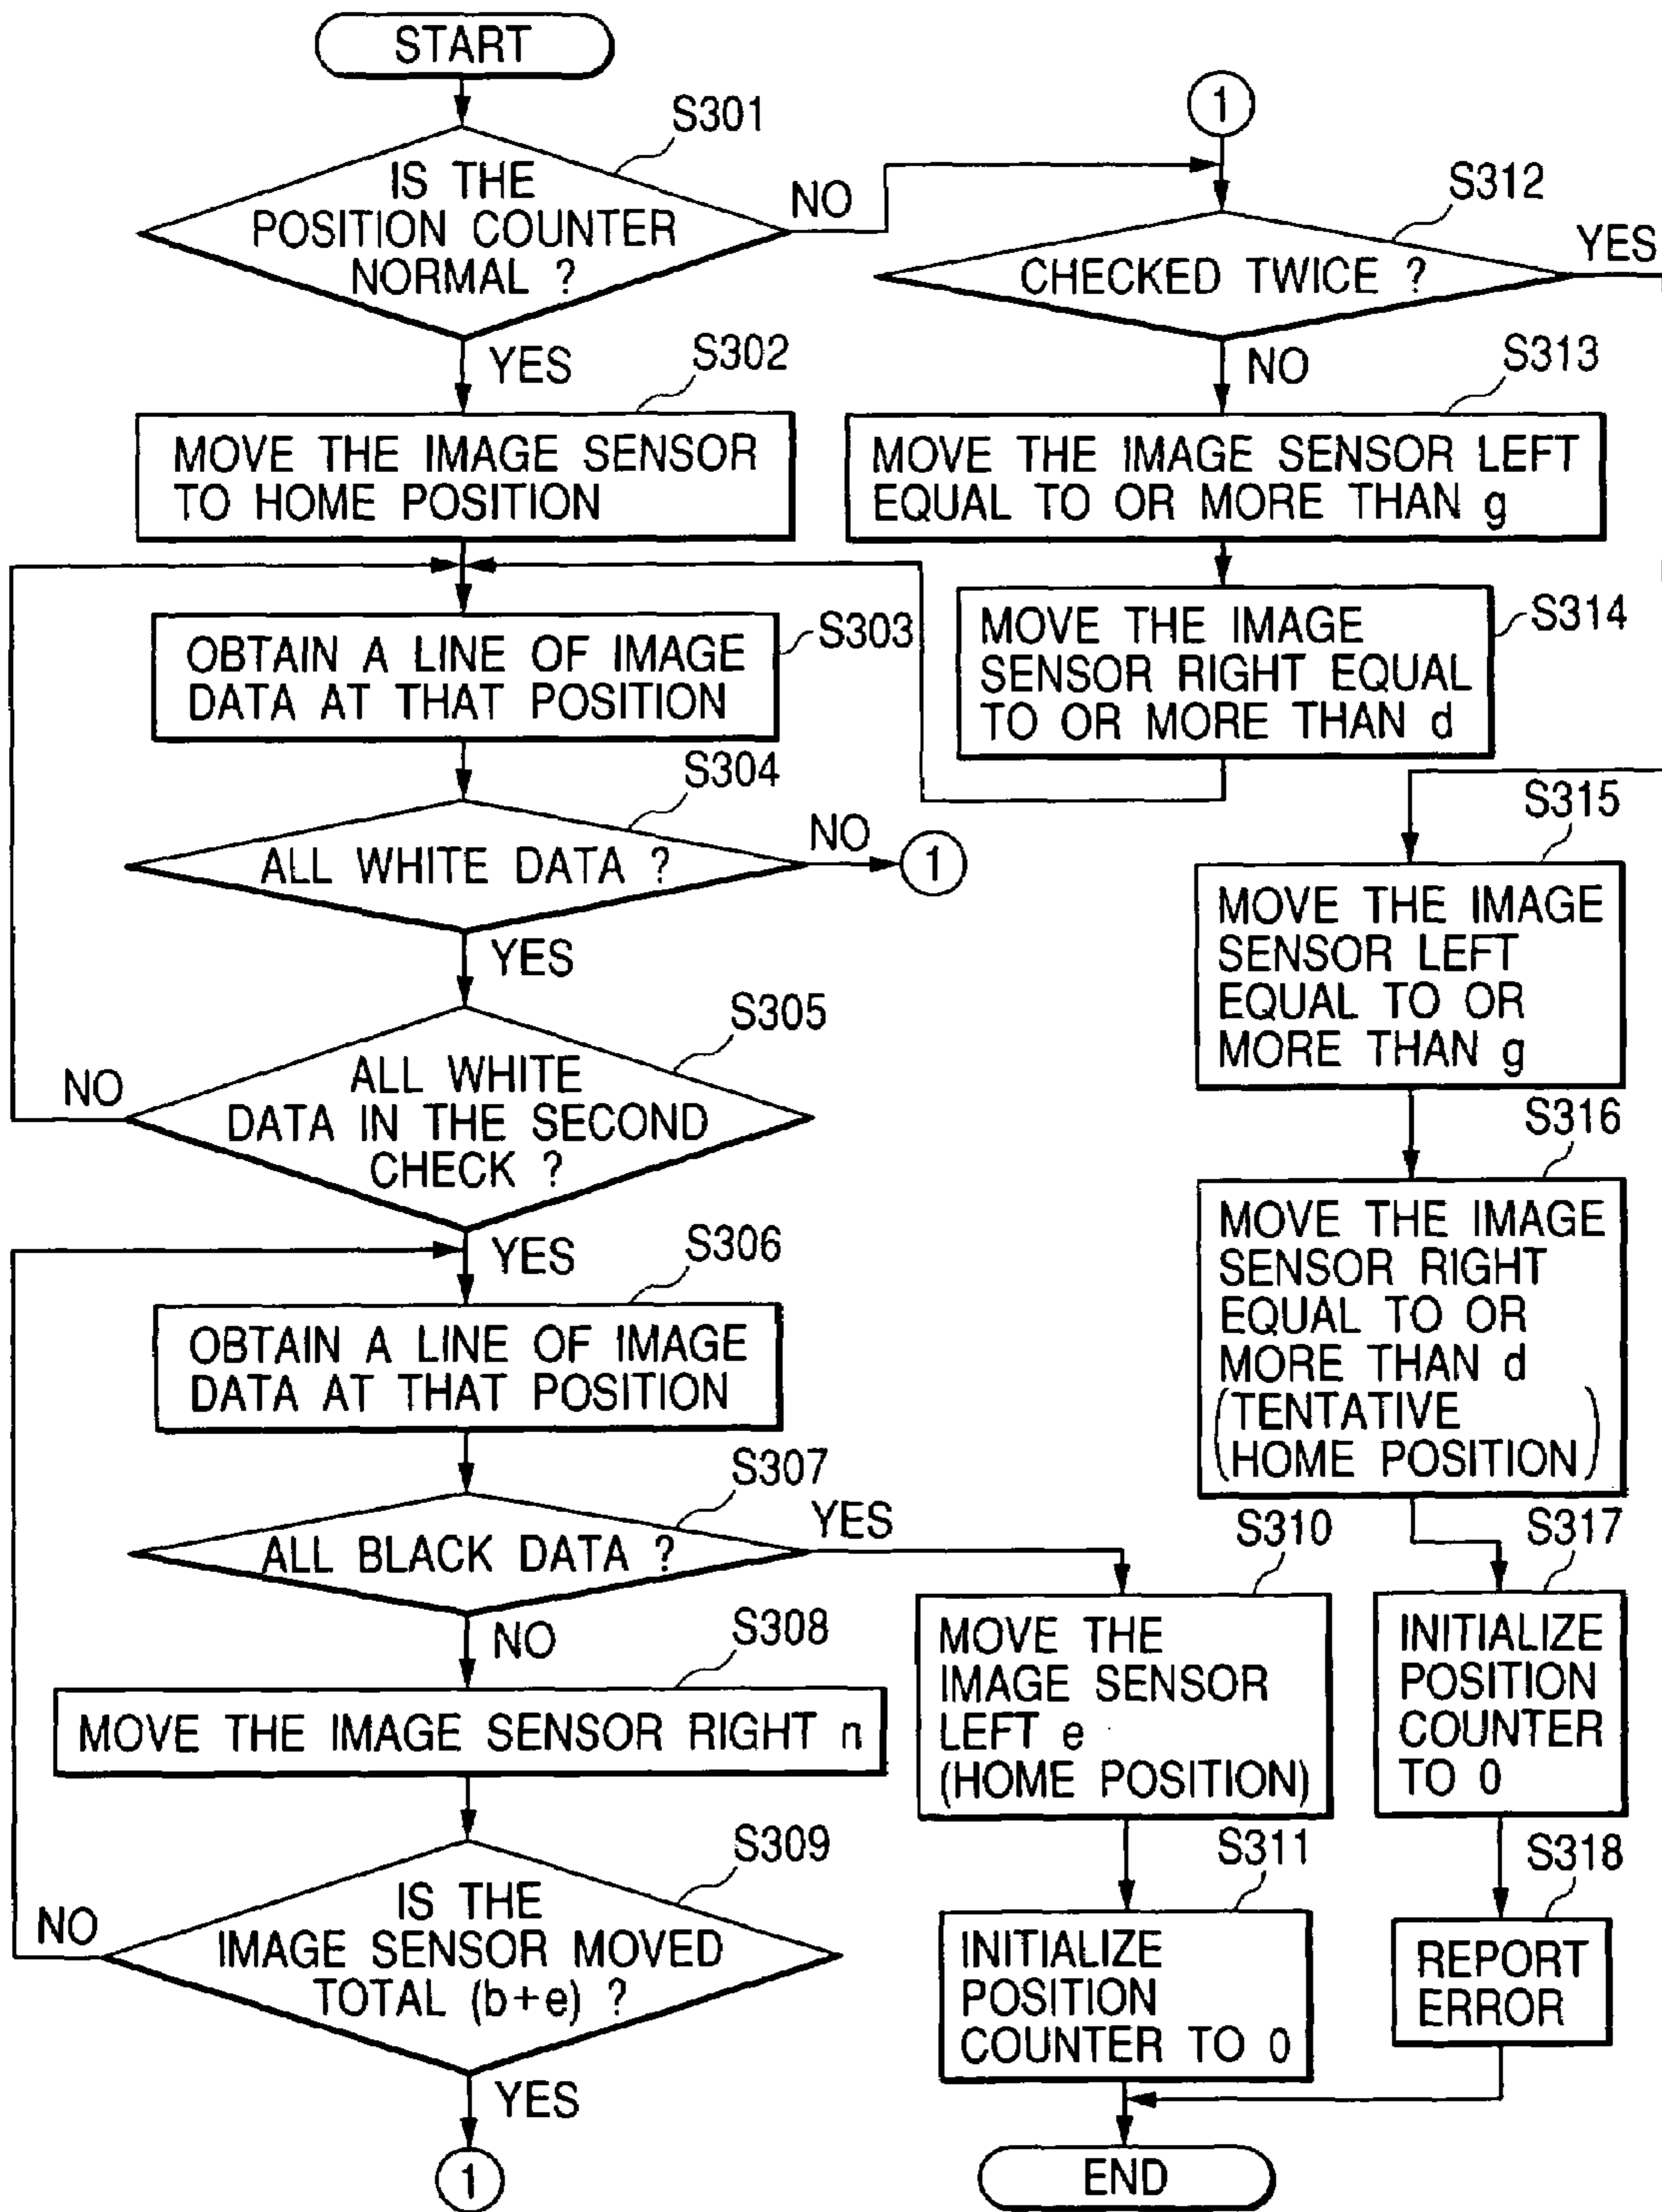 START
S301
IS THE
POSITION COUNTER
NORMAL ?
NO
YES
S302
MOVE THE IMAGE SENSOR
TO HOME POSITION
S303
OBTAIN A LINE OF IMAGE
DATA AT THAT POSITION
S304
ALL WHITE DATA ?
NO
1
YES
S305
ALL WHITE
DATA IN THE SECOND
CHECK ?
NO
YES
S306
OBTAIN A LINE OF IMAGE
DATA AT THAT POSITION
S307
ALL BLACK DATA ?
YES
NO
S308
MOVE THE IMAGE SENSOR RIGHT n
S309
IS THE
IMAGE SENSOR MOVED
TOTAL (b+e) ?
NO
YES
1
S310
MOVE THE
IMAGE SENSOR
LEFT e
(HOME POSITION)
S311
INITIALIZE
POSITION
COUNTER TO 0
END
1
S312
CHECKED TWICE ?
YES
NO
S313
MOVE THE IMAGE SENSOR LEFT
EQUAL TO OR MORE THAN g
S314
MOVE THE IMAGE
SENSOR RIGHT EQUAL
TO OR MORE THAN d
S315
MOVE THE IMAGE
SENSOR LEFT
EQUAL TO OR
MORE THAN g
S316
MOVE THE IMAGE
SENSOR RIGHT
EQUAL TO OR
MORE THAN d
(TENTATIVE
HOME POSITION)
S317
INITIALIZE
POSITION
COUNTER
TO 0
S318
REPORT
ERROR